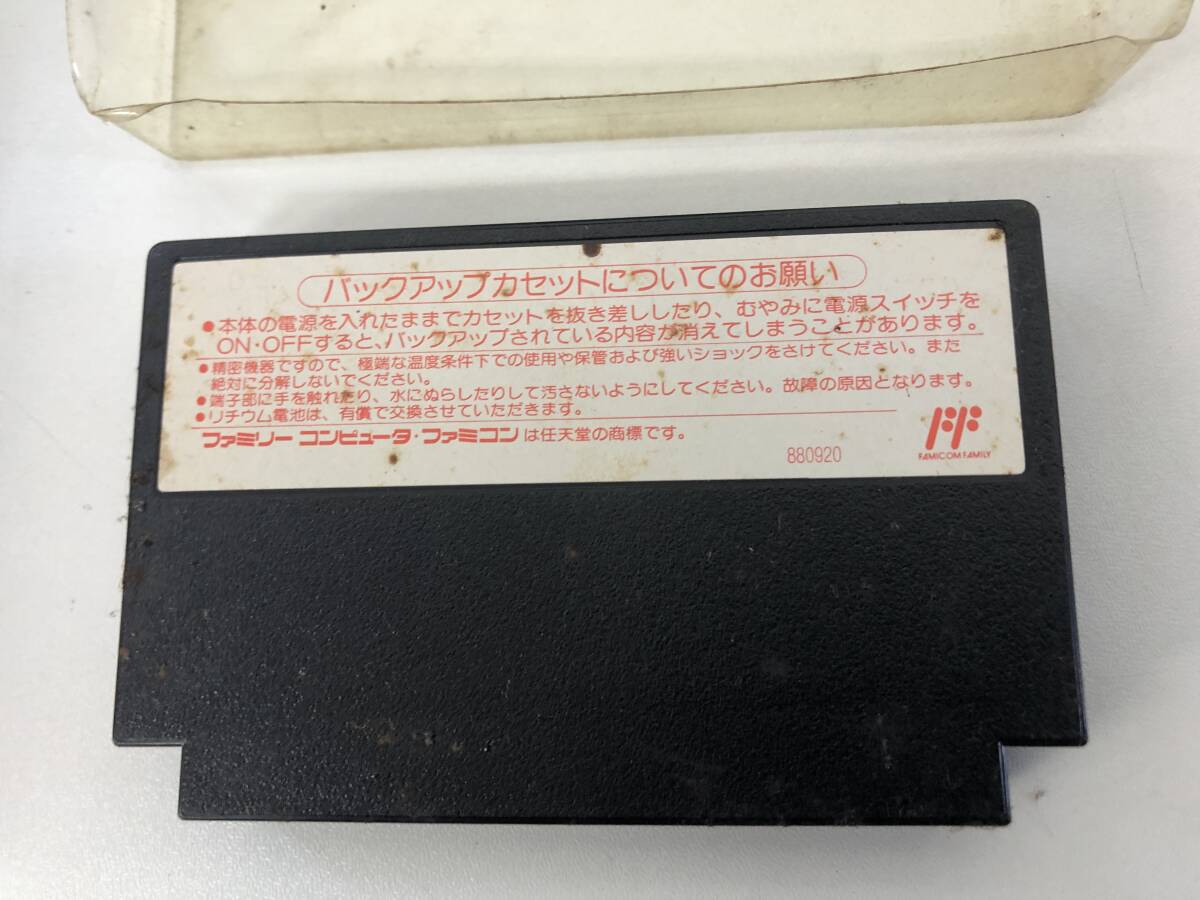 バックアップカセットについてのお願い
●本体の電源を入れたままでカセットを抜き差ししたり、むやみに電源スイッチを
ON・OFFすると、バックアップされている内容が消えてしまうことがあります。
●精密機器ですので、極端な温度条件下での使用や保管および強いショックをさけてください。また
絶対に分解しないでください。
●端子部に手を触れたり、水にぬらしたりして汚さないようにしてください。故障の原因となります。
●リチウム電池は、有償で交換させていただきます。
ファミリーコンピュータ・ファミコンは任天堂の商標です。
880920
FAMICOM FAMILY